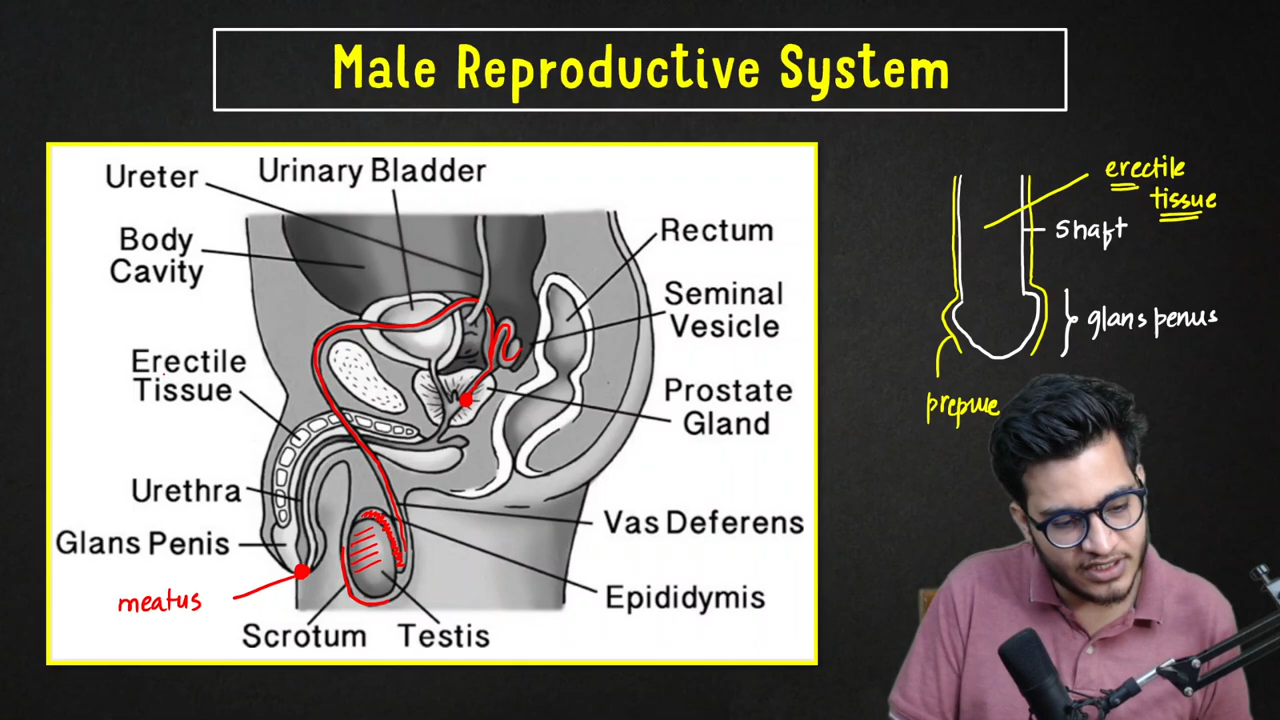 Male Reproductive System
Ureter
Urinary Bladder
Body
Cavity
Rectum
Seminal
Vesicle
Erectile
Tissue
Prostate
Gland
Urethra
Vas Deferens
Glans Penis
meatus
Epididymis
Scrotum
Testis
erectile
tissue
Shaft
glans penus
prepuce